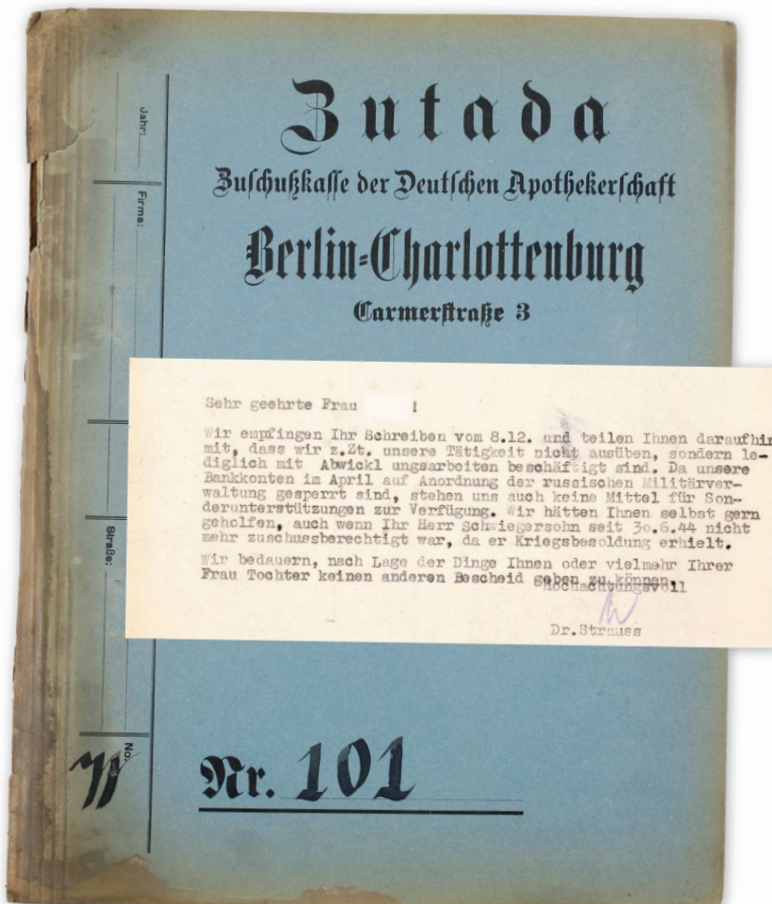 Zutada
Zuschußkasse der Deutschen Apothekerschaft
Berlin-Charlottenburg
Carmerstraße 3
Jahr:
Firma:
Straße:
No.
Sehr geehrte Frau !
Wir empfingen Ihr Schreiben vom 8.12. und teilen Ihnen daraufhin
mit, dass wir z.Zt. unsere Tätigkeit nicht ausüben, sondern le-
diglich mit Abwickl ungsarbeiten beschäftigt sind. Da unsere
Bankkonten im April auf Anordnung der russischen Militärver-
waltung gesperrt sind, stehen uns auch keine Mittel für Son-
derunterstützungen zur Verfügung. Wir hätten Ihnen selbst gern
geholfen, auch wenn Ihr Herr Schwiegersohn seit 3o.6.44 nicht
mehr zuschussberechtigt war, da er Kriegsbesoldung erhielt.
Wir bedauern, nach Lage der Dinge Ihnen oder vielmehr Ihrer
Frau Tochter keinen anderen Bescheid geben zu können.
Hochachtungsvoll
Dr.Strauss
Nr. 101